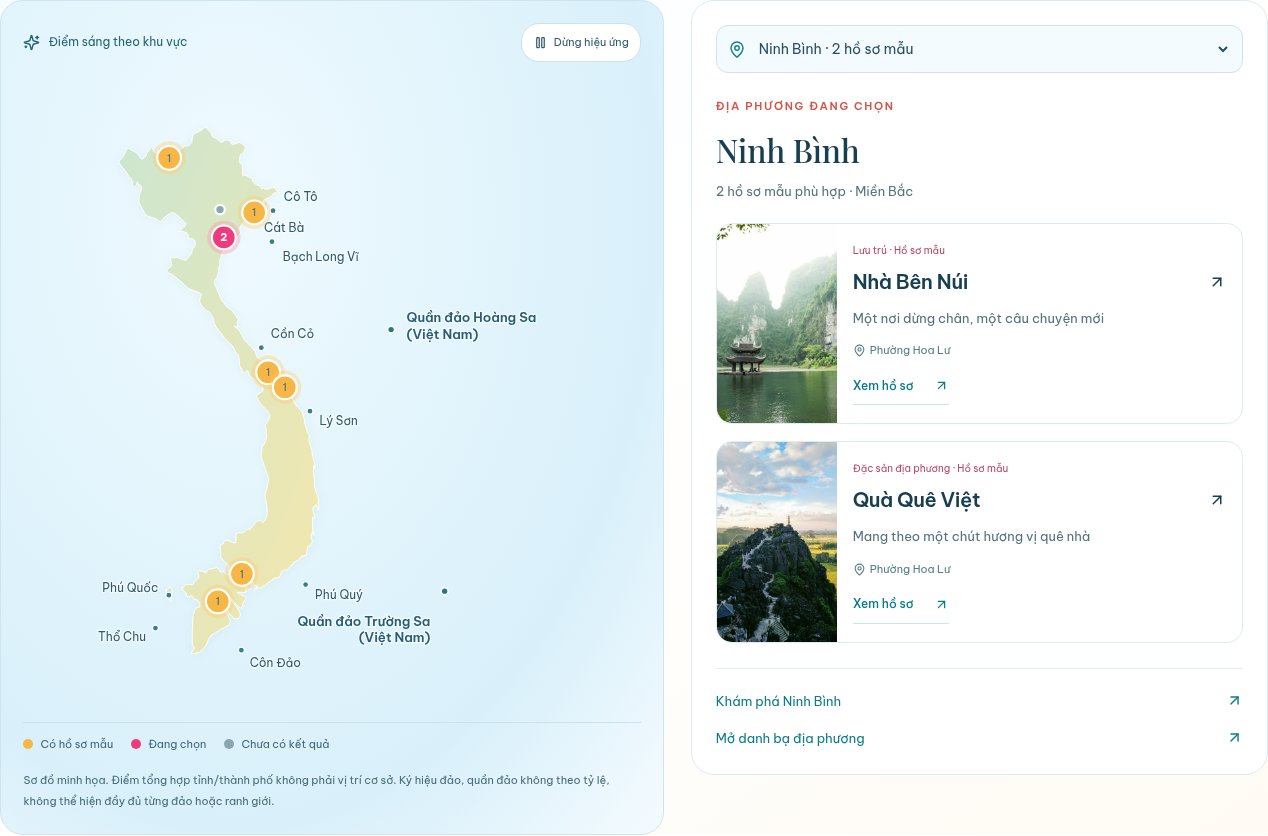 Điểm sáng theo khu vực
Dừng hiệu ứng
1
Cô Tô
1
Cát Bà
2
Bạch Long Vĩ
Quần đảo Hoàng Sa
(Việt Nam)
Cồn Cỏ
1
1
Lý Sơn
1
Phú Quốc
1
Phú Quý
Quần đảo Trường Sa
(Việt Nam)
Thổ Chu
Côn Đảo
Có hồ sơ mẫu
Đang chọn
Chưa có kết quả
Sơ đồ minh họa. Điểm tổng hợp tỉnh/thành phố không phải vị trí cơ sở. Ký hiệu đảo, quần đảo không theo tỷ lệ,
không thể hiện đầy đủ từng đảo hoặc ranh giới.
Ninh Bình · 2 hồ sơ mẫu
ĐỊA PHƯƠNG ĐANG CHỌN
Ninh Bình
2 hồ sơ mẫu phù hợp · Miền Bắc
Lưu trú · Hồ sơ mẫu
Nhà Bên Núi
Một nơi dừng chân, một câu chuyện mới
Phường Hoa Lư
Xem hồ sơ
Đặc sản địa phương · Hồ sơ mẫu
Quà Quê Việt
Mang theo một chút hương vị quê nhà
Phường Hoa Lư
Xem hồ sơ
Khám phá Ninh Bình
Mở danh bạ địa phương